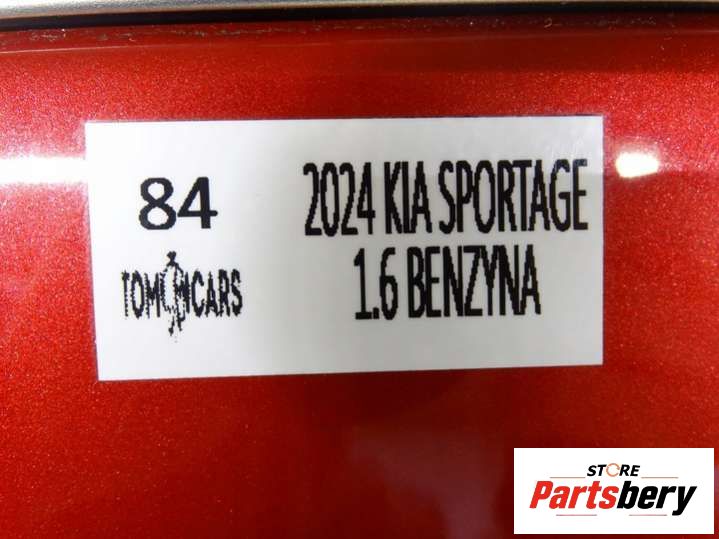 84
TOM CARS
2024 KIA SPORTAGE
1.6 BENZYNA
STORE
Partsbery